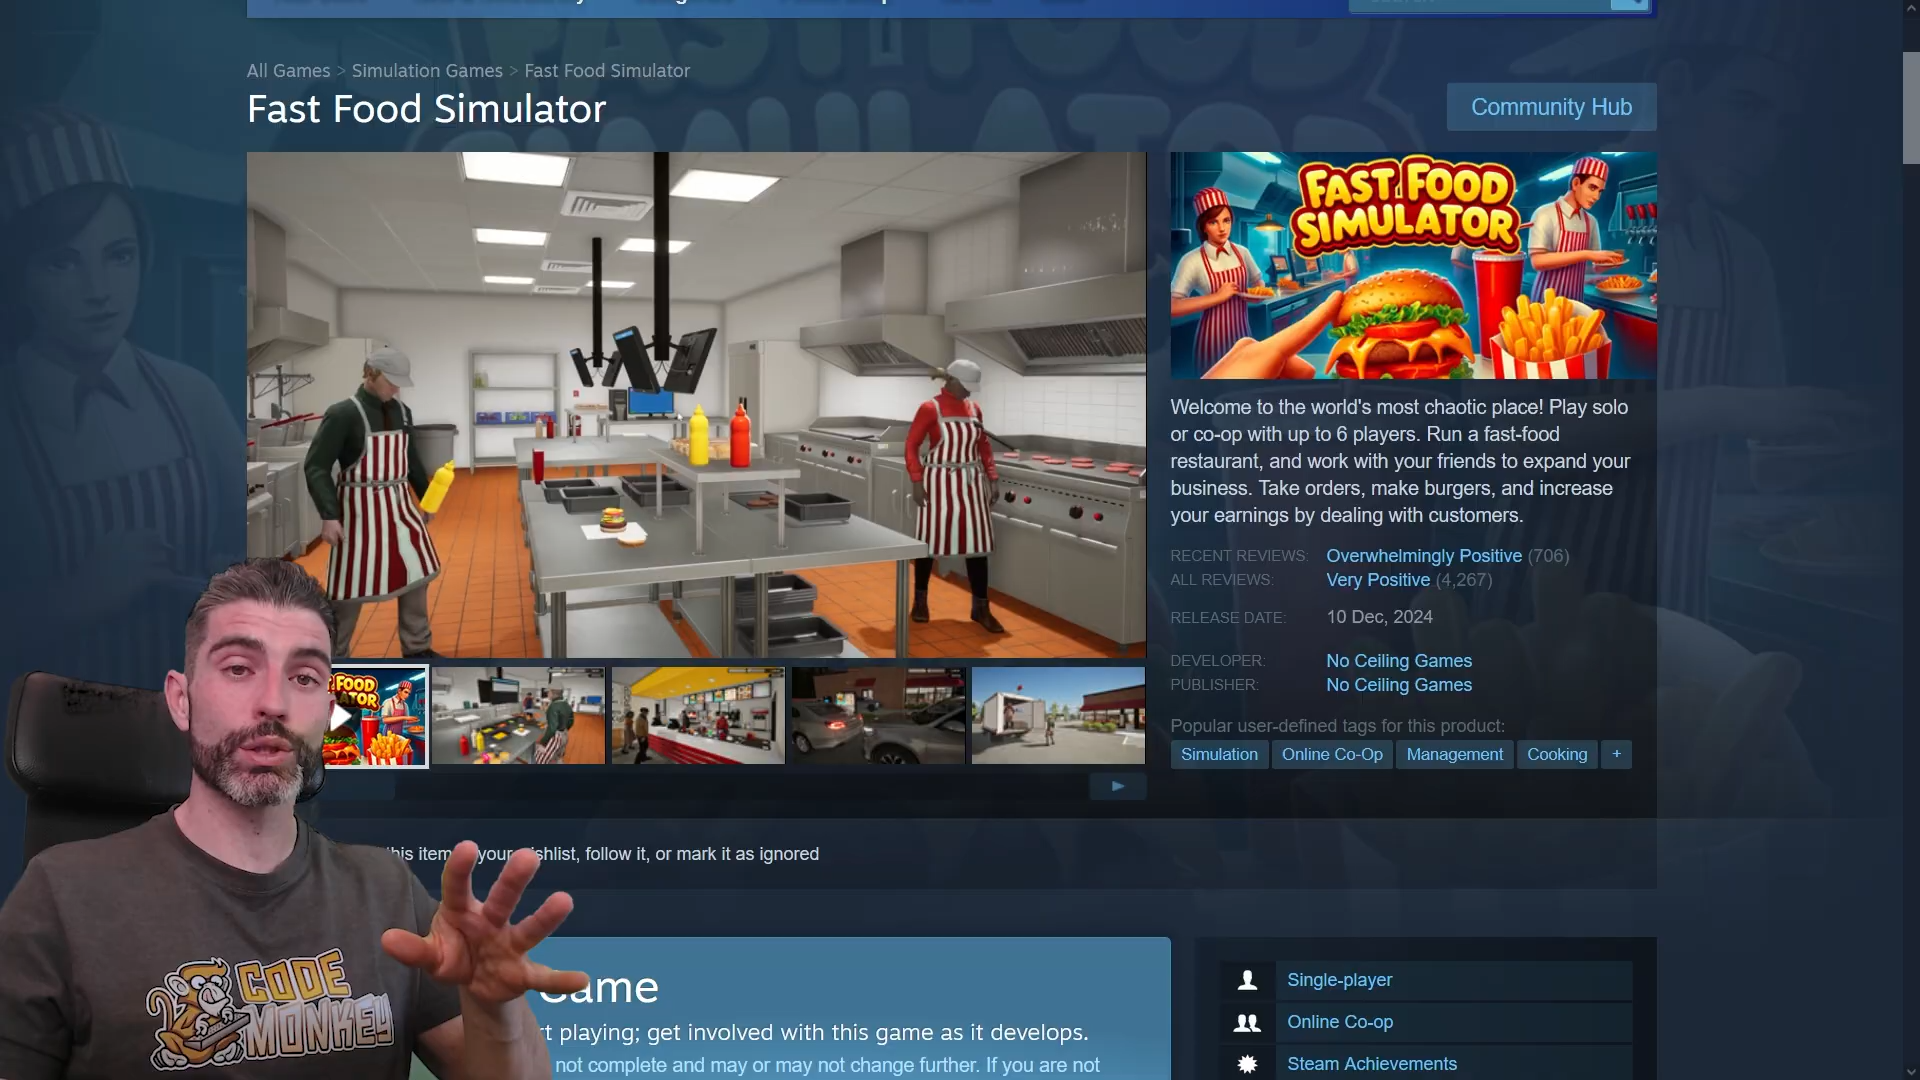 All Games > Simulation Games > Fast Food Simulator
Fast Food Simulator
Community Hub
FAST FOOD
SIMULATOR
Welcome to the world's most chaotic place! Play solo
or co-op with up to 6 players. Run a fast-food
restaurant, and work with your friends to expand your
business. Take orders, make burgers, and increase
your earnings by dealing with customers.
RECENT REVIEWS: Overwhelmingly Positive (706)
ALL REVIEWS: Very Positive (4,267)
RELEASE DATE: 10 Dec, 2024
DEVELOPER: No Ceiling Games
PUBLISHER: No Ceiling Games
Popular user-defined tags for this product:
Simulation Online Co-Op Management Cooking +
this item your wishlist, follow it, or mark it as ignored
Game
playing; get involved with this game as it develops.
not complete and may or may not change further. If you are not
Single-player
Online Co-op
Steam Achievements
CODE
MONKEY